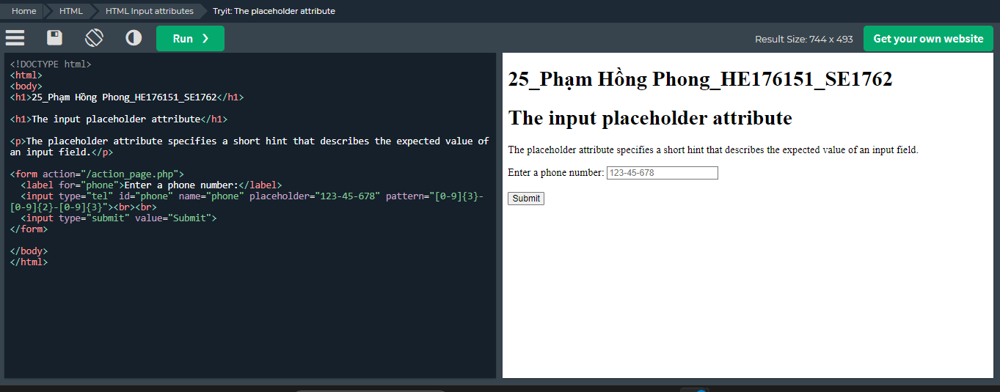 Home HTML HTML Input attributes Tryit: The placeholder attribute
Run ❯ Result Size: 744 x 493 Get your own website
<!DOCTYPE html>
<html>
<body>
<h1>25_Phạm Hồng Phong_HE176151_SE1762</h1>
<h1>The input placeholder attribute</h1>
<p>The placeholder attribute specifies a short hint that describes the expected value of
an input field.</p>
<form action="/action_page.php">
<label for="phone">Enter a phone number:</label>
<input type="tel" id="phone" name="phone" placeholder="123-45-678" pattern="[0-9]{3}-
[0-9]{2}-[0-9]{3}"><br><br>
<input type="submit" value="Submit">
</form>
</body>
</html>
25_Phạm Hồng Phong_HE176151_SE1762
The input placeholder attribute
The placeholder attribute specifies a short hint that describes the expected value of an input field.
Enter a phone number: 123-45-678
Submit